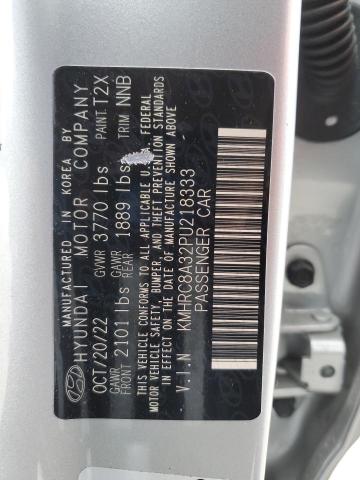 MANUFACTURED IN KOREA BY
HYUNDAI MOTOR COMPANY
OCT/20/22 GVWR 3770 lbs PAINT T2X
GAWR FRONT 2101 lbs GAWR REAR 1889 lbs TRIM NNB
THIS VEHICLE CONFORMS TO ALL APPLICABLE U.S.A. FEDERAL
MOTOR VEHICLE SAFETY, BUMPER, AND THEFT PREVENTION
STANDARDS IN EFFECT ON THE DATE OF MANUFACTURE SHOWN ABOVE
V.I.N KMHRC8A32PU218333
PASSENGER CAR